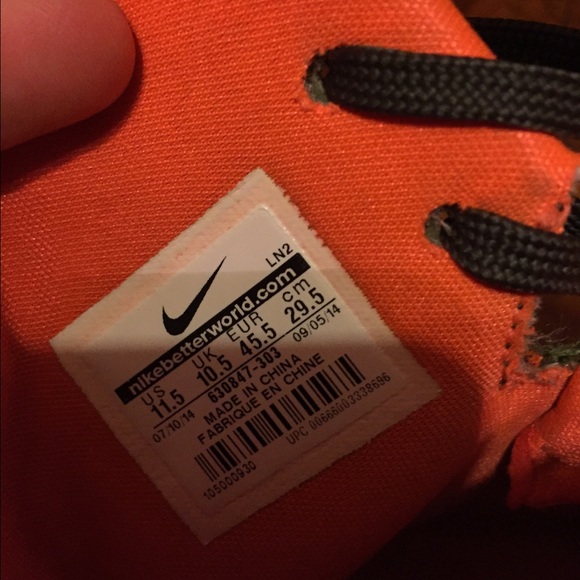 LN2
nikebetterworld.com
US UK EUR cm
11.5 10.5 45.5 29.5
07/10/14 630847-303 09/05/14
MADE IN CHINA
FABRIQUE EN CHINE
UPC 00666003338696
105000930